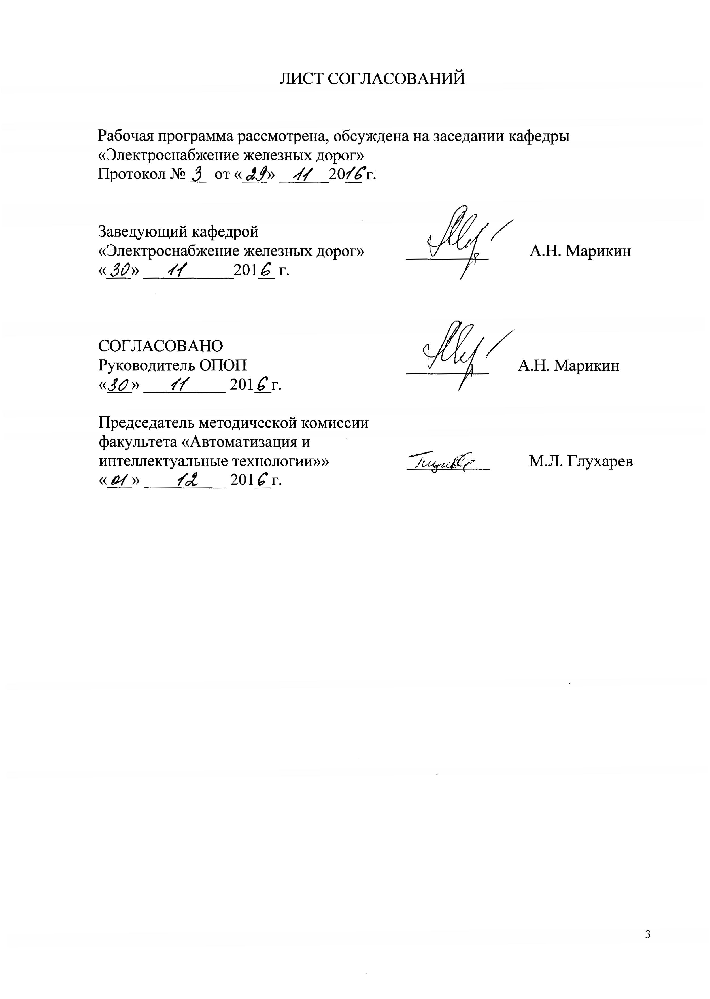 ЛИСТ СОГЛАСОВАНИЙ
Рабочая программа рассмотрена, обсуждена на заседании кафедры
«Электроснабжение железных дорог»
Протокол № 3 от «29» 11 2016 г.
Заведующий кафедрой
«Электроснабжение железных дорог» А.Н. Марикин
«30» 11 2016 г.
СОГЛАСОВАНО
Руководитель ОПОП А.Н. Марикин
«30» 11 2016 г.
Председатель методической комиссии
факультета «Автоматизация и
интеллектуальные технологии»» М.Л. Глухарев
«01» 12 2016 г.
3